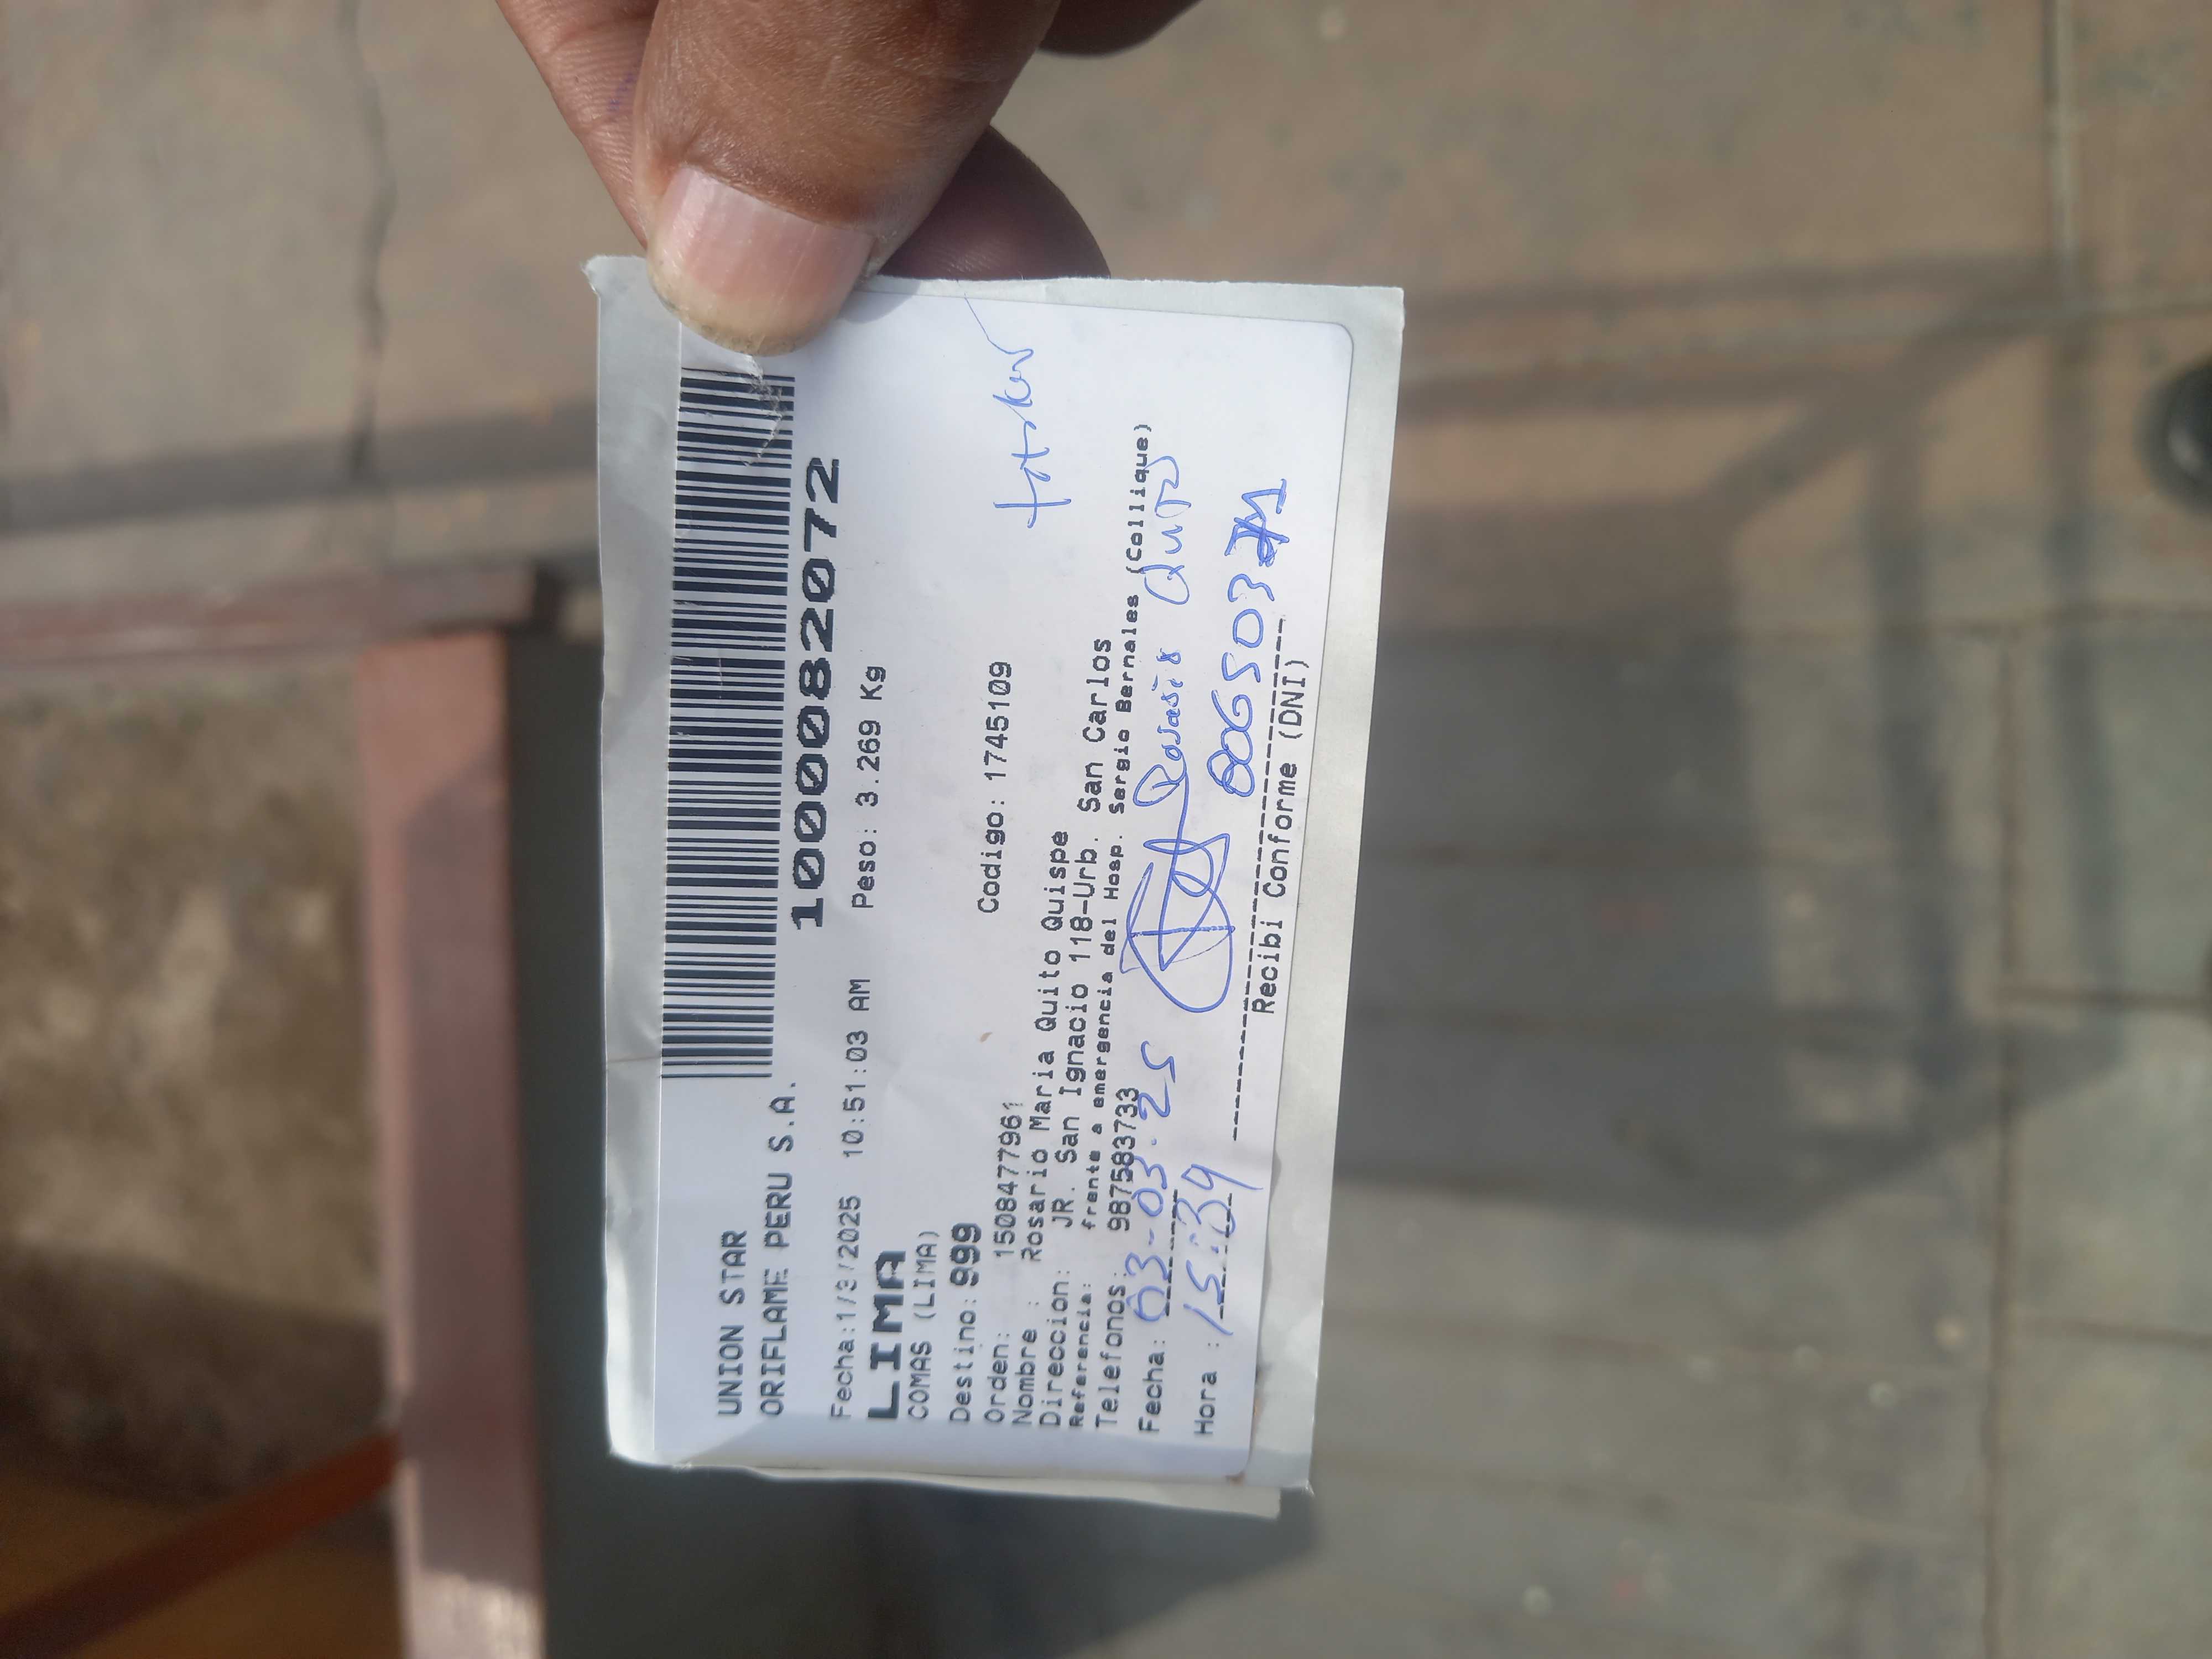 UNION STAR
ORIFLAME PERU S.A.
1000082072
Fecha:1/3/2025 10:51:03 AM Peso: 3.269 Kg
LIMA
COMAS (LIMA)
Destino:999
Orden: 1508477961 Codigo: 1745109
Nombre : Rosario Maria Quito Quispe
Direccion: JR. San Ignacio 118-Urb. San Carlos
Referencia: frente a emergencia del Hosp. Sergio Bernales (Collique)
Telefonos: 987583733
Fecha: 03-03-25 Rosario Quito
Hora : 15:39
Recibi Conforme (DNI)